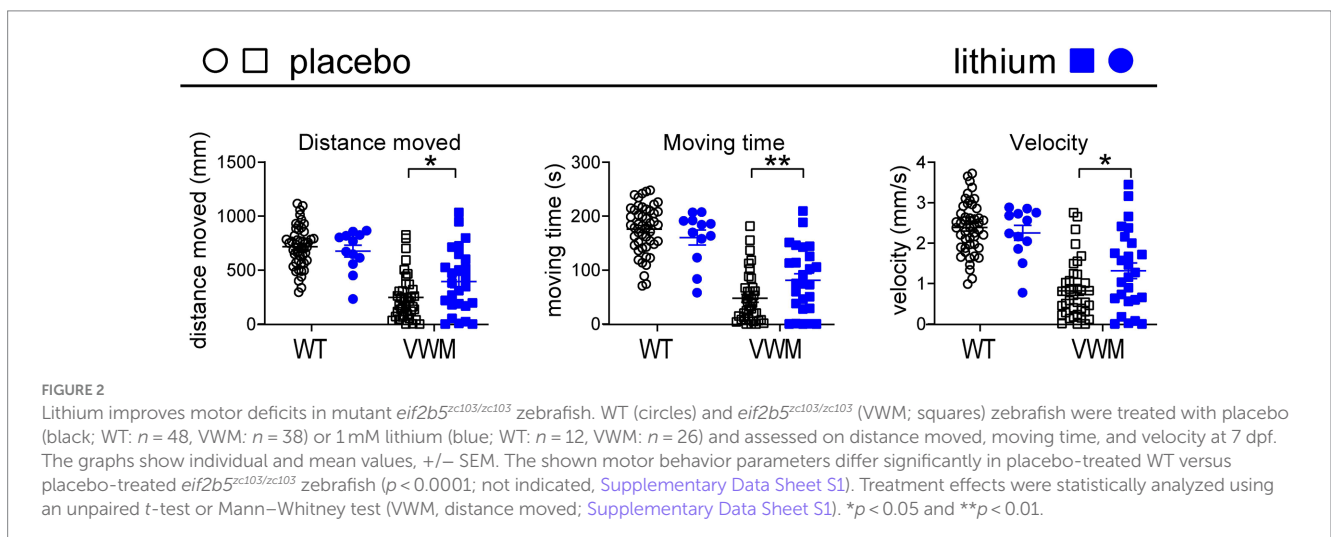 placebo
lithium
Distance moved
distance moved (mm)
1500
1000
500
0
*
WT
VWM
Moving time
moving time (s)
300
200
100
0
**
WT
VWM
Velocity
velocity (mm/s)
4
3
2
1
0
*
WT
VWM
FIGURE 2
Lithium improves motor deficits in mutant eif2b5zc103/zc103 zebrafish. WT (circles) and eif2b5zc103/zc103 (VWM; squares) zebrafish were treated with placebo
(black; WT: n = 48, VWM: n = 38) or 1 mM lithium (blue; WT: n = 12, VWM: n = 26) and assessed on distance moved, moving time, and velocity at 7 dpf.
The graphs show individual and mean values, +/− SEM. The shown motor behavior parameters differ significantly in placebo-treated WT versus
placebo-treated eif2b5zc103/zc103 zebrafish (p < 0.0001; not indicated, Supplementary Data Sheet S1). Treatment effects were statistically analyzed using
an unpaired t-test or Mann–Whitney test (VWM, distance moved; Supplementary Data Sheet S1). *p < 0.05 and **p < 0.01.